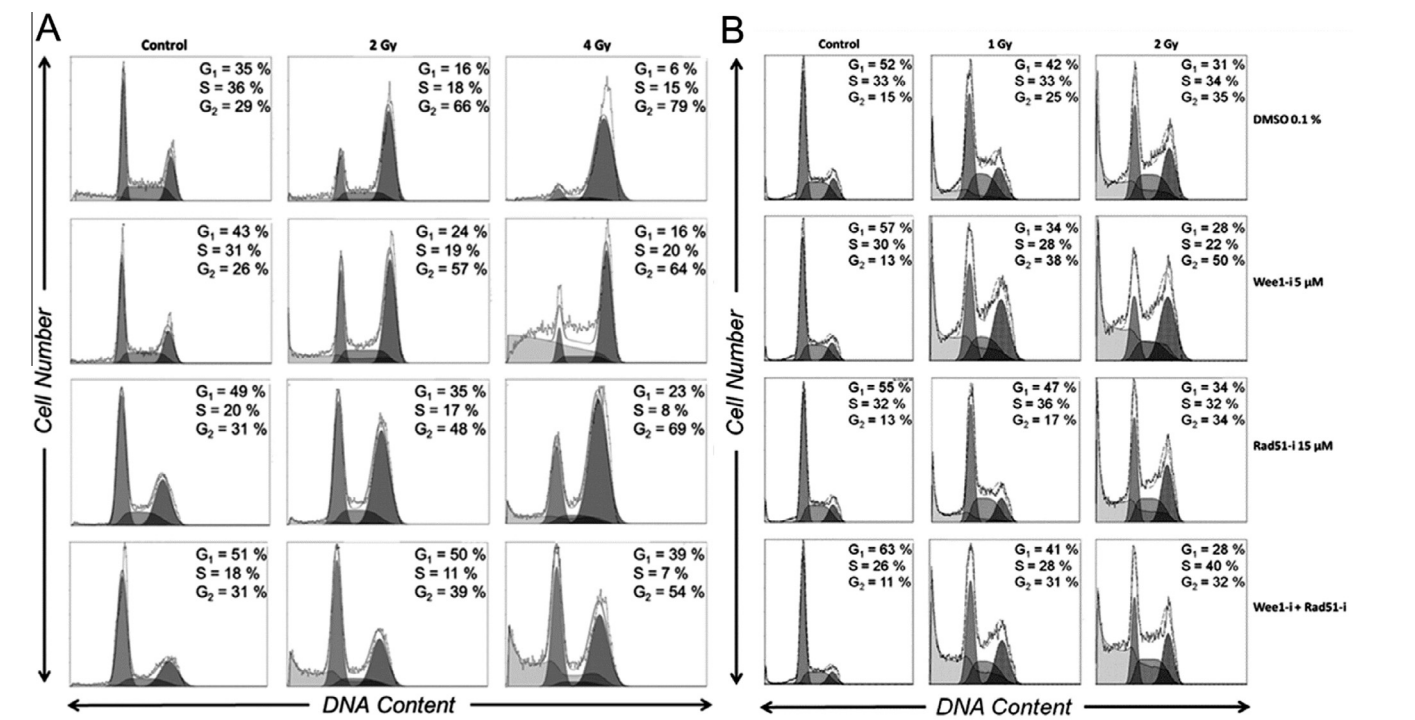 A
Control
2 Gy
4 Gy
G₁ = 35 %
S = 36 %
G₂ = 29 %
G₁ = 16 %
S = 18 %
G₂ = 66 %
G₁ = 6 %
S = 15 %
G₂ = 79 %
G₁ = 43 %
S = 31 %
G₂ = 26 %
G₁ = 24 %
S = 19 %
G₂ = 57 %
G₁ = 16 %
S = 20 %
G₂ = 64 %
G₁ = 49 %
S = 20 %
G₂ = 31 %
G₁ = 35 %
S = 17 %
G₂ = 48 %
G₁ = 23 %
S = 8 %
G₂ = 69 %
G₁ = 51 %
S = 18 %
G₂ = 31 %
G₁ = 50 %
S = 11 %
G₂ = 39 %
G₁ = 39 %
S = 7 %
G₂ = 54 %
Cell Number
DNA Content
B
Control
1 Gy
2 Gy
G₁ = 52 %
S = 33 %
G₂ = 15 %
G₁ = 42 %
S = 33 %
G₂ = 25 %
G₁ = 31 %
S = 34 %
G₂ = 35 %
DMSO 0.1 %
G₁ = 57 %
S = 30 %
G₂ = 13 %
G₁ = 34 %
S = 28 %
G₂ = 38 %
G₁ = 28 %
S = 22 %
G₂ = 50 %
Wee1-i 5 µM
G₁ = 55 %
S = 32 %
G₂ = 13 %
G₁ = 47 %
S = 36 %
G₂ = 17 %
G₁ = 34 %
S = 32 %
G₂ = 34 %
Rad51-i 15 µM
G₁ = 63 %
S = 26 %
G₂ = 11 %
G₁ = 41 %
S = 28 %
G₂ = 31 %
G₁ = 28 %
S = 40 %
G₂ = 32 %
Wee1-i + Rad51-i
Cell Number
DNA Content